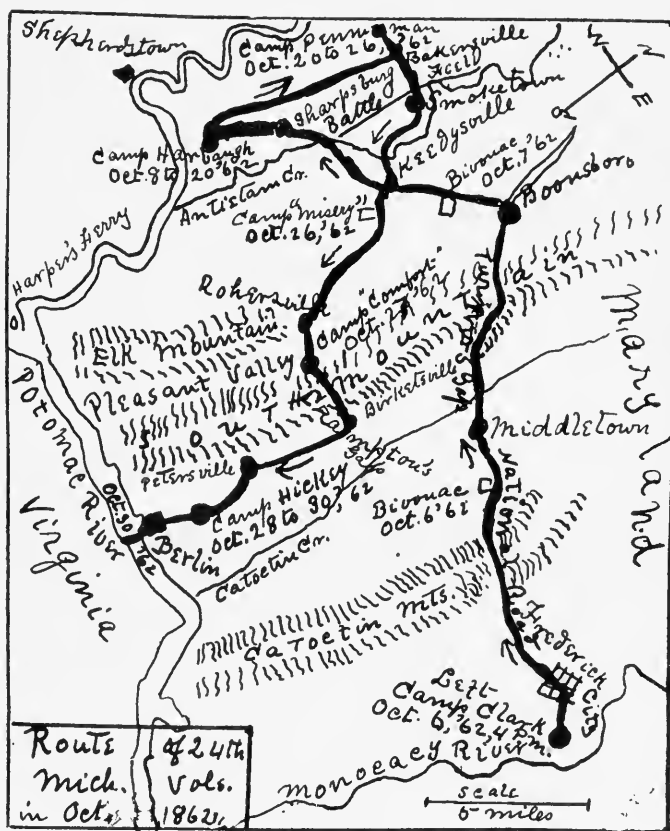 Shepherdstown
Camp Penn man
Oct. 20 to 26, '62
Bakersville
N
N
E
Smoketown
Sharpsburg
Battle
Field
Camp Harbaugh
Oct. 8 to 20 '62
Keedysville
Bivouac
Oct. 7 '62
Boonsboro
Antietam Cr.
Camp "Misery"
Oct. 26, '62
Harper's Ferry
Rohersville
Camp "Comfort"
Oct. 27 '62
Elk Mountain.
Pleasant Valley
South Mountain
Turner's Gap
Maryland
Burketsville
Crampton's
Gap
Middletown
Petersville
Potomac River
Virginia
Camp Hickey
Oct. 28 to 30, '62
Oct. 30 '62
Berlin
Bivouac
Oct. 6 '62
National Road
Catoctin Cr.
Catoctin Mts.
Frederick
City
Left
Camp Clark
Oct. 6, '62, 4 P. m.
Monocacy River
Route of 24th
Mich. Vols.
in Oct. 1862,
scale
5 miles